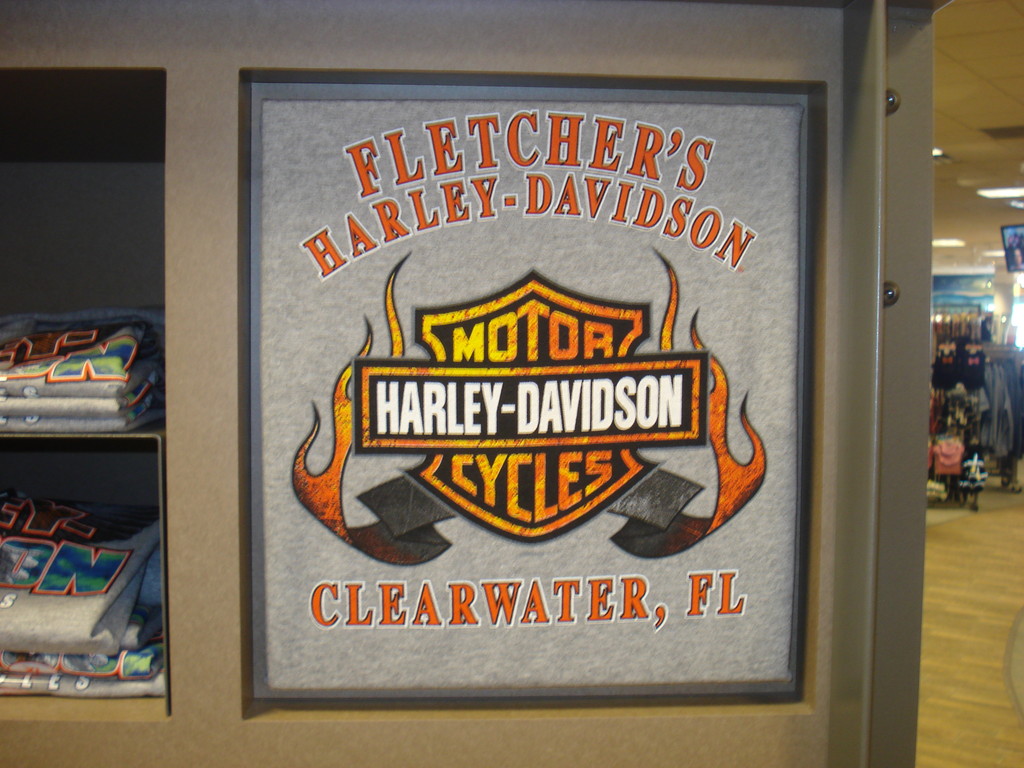 FLETCHER'S
HARLEY-DAVIDSON
MOTOR
HARLEY-DAVIDSON
CYCLES
CLEARWATER, FL